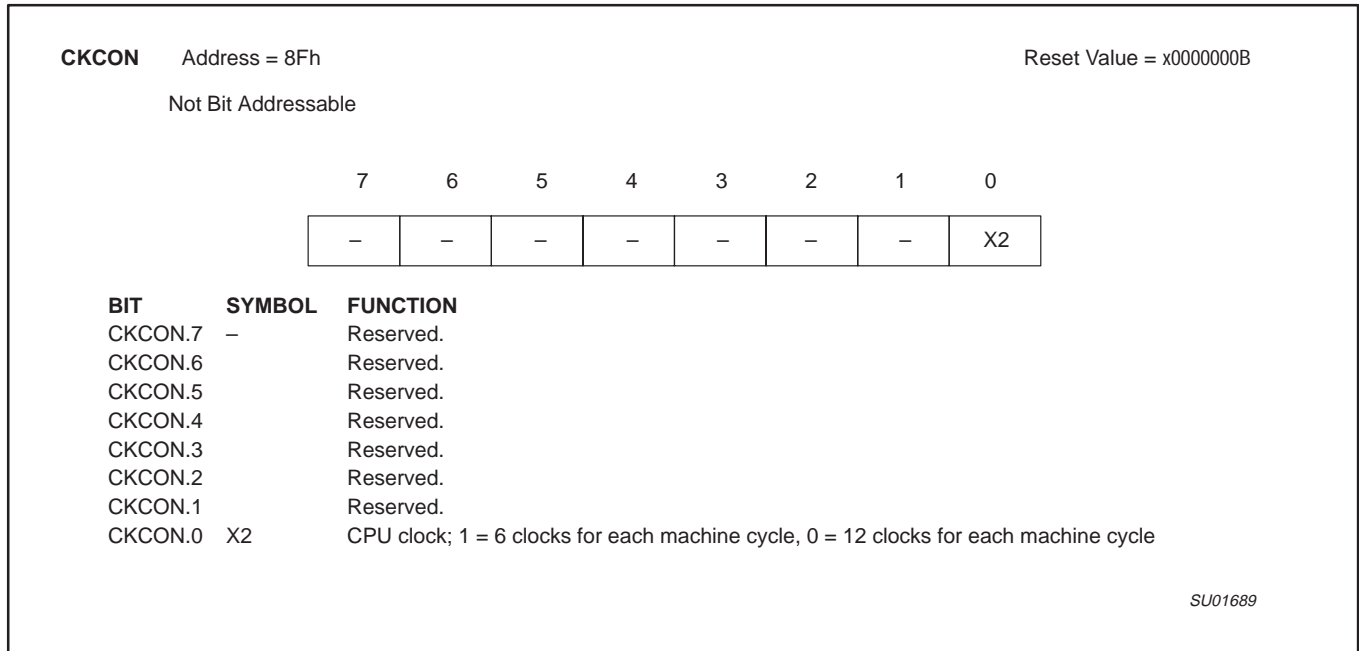 CKCON Address = 8Fh Reset Value = x0000000B
Not Bit Addressable
7 6 5 4 3 2 1 0
– – – – – – – X2
BIT SYMBOL FUNCTION
CKCON.7 – Reserved.
CKCON.6 Reserved.
CKCON.5 Reserved.
CKCON.4 Reserved.
CKCON.3 Reserved.
CKCON.2 Reserved.
CKCON.1 Reserved.
CKCON.0 X2 CPU clock; 1 = 6 clocks for each machine cycle, 0 = 12 clocks for each machine cycle
SU01689